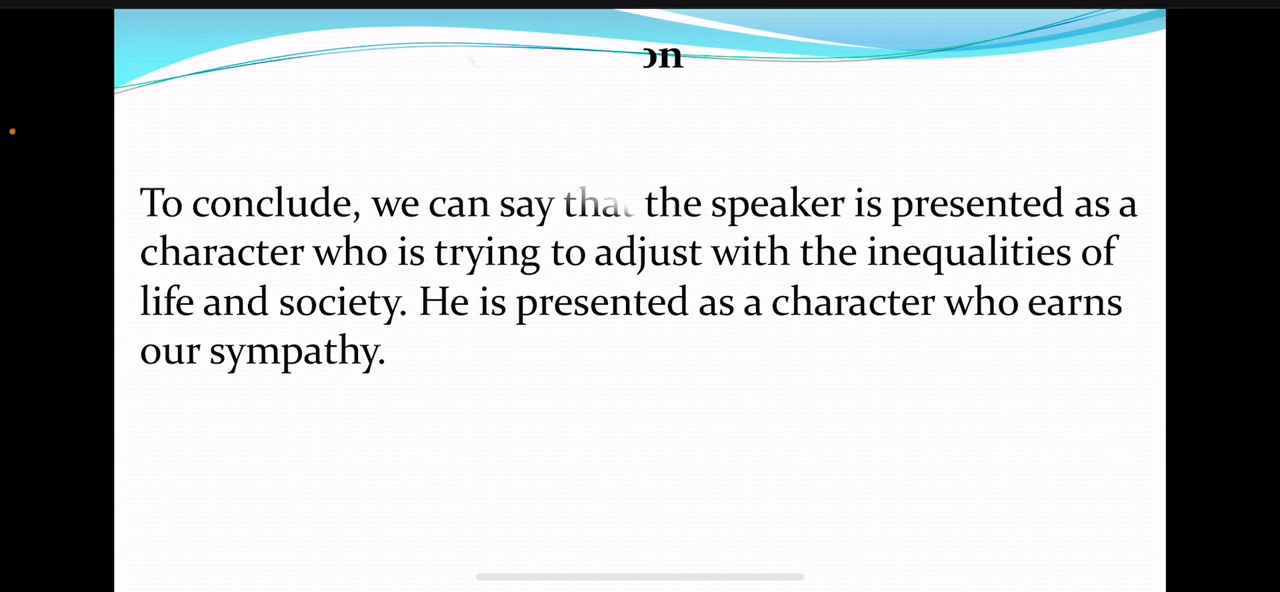 To conclude, we can say that the speaker is presented as a
character who is trying to adjust with the inequalities of
life and society. He is presented as a character who earns
our sympathy.